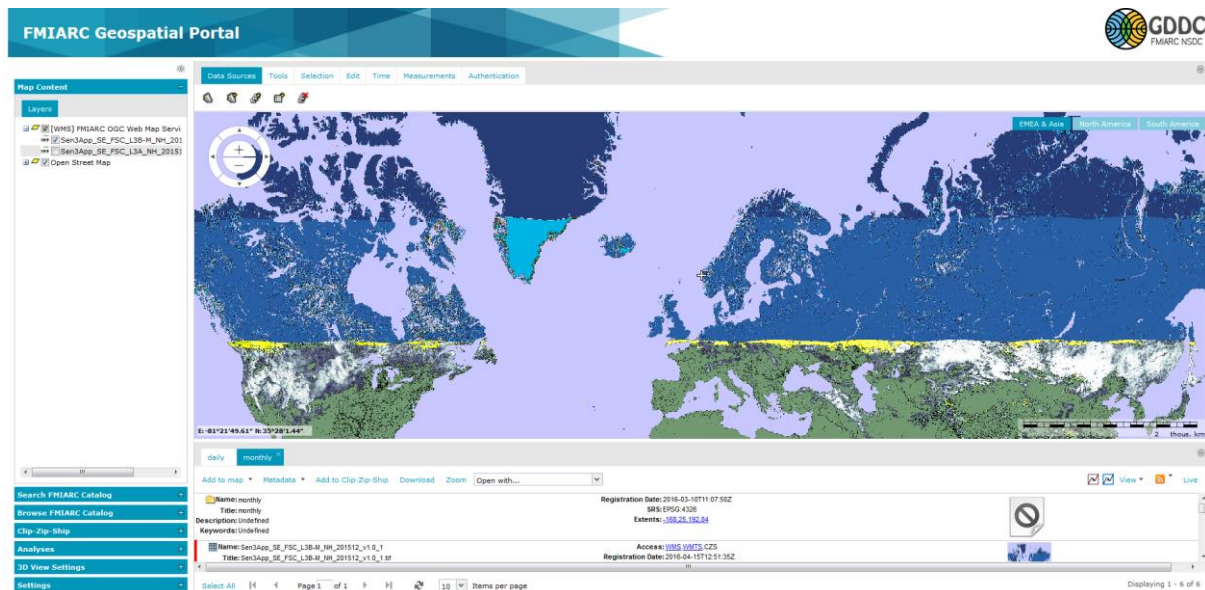 FMIARC Geospatial Portal
GDDC
FMIARC NSDC
Map Content
Layers
[WMS] FMIARC OGC Web Map Servi
Sen3App_SE_FSC_L3B-M_NH_201
Sen3App_SE_FSC_L3A_NH_20151
Open Street Map
Search FMIARC Catalog
Browse FMIARC Catalog
Clip-Zip-Ship
Analyses
3D View Settings
Settings
Data Sources Tools Selection Edit Time Measurements Authentication
EMEA & Asia North America South America
E: -81°21'49.61" N: 35°28'1.44"
2 thous. km
daily monthly
Add to map Metadata Add to Clip-Zip-Ship Download Zoom Open with... View Live
Name: monthly
Title: monthly
Description: Undefined
Keywords: Undefined
Registration Date: 2016-03-10T11:07:50Z
SRS: EPSG:4326
Extents: -168,25,192,84
Name: Sen3App_SE_FSC_L3B-M_NH_201512_v1.0_1
Title: Sen3App_SE_FSC_L3B-M_NH_201512_v1.0_1.tif
Access: WMS,WMTS,CZS
Registration Date: 2016-04-15T12:51:35Z
Select All Page 1 of 1 10 Items per page Displaying 1 - 6 of 6